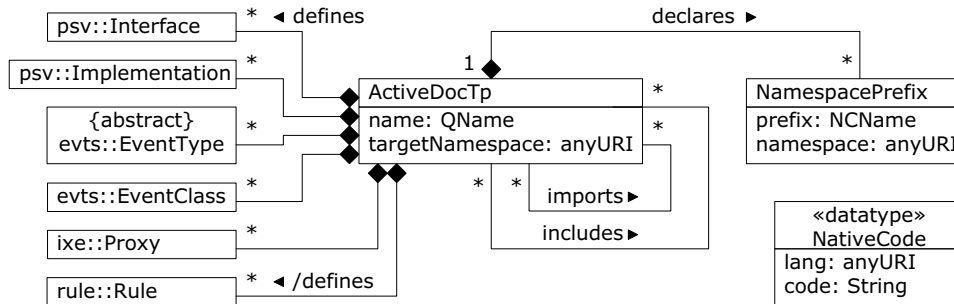 * ◄ defines
declares ►
psv::Interface
*
psv::Implementation
1
*
ActiveDocTp
*
NamespacePrefix
{abstract}
evts::EventType
*
name: QName
targetNamespace: anyURI
*
prefix: NCName
namespace: anyURI
evts::EventClass
*
*
*
imports ►
«datatype»
NativeCode
ixe::Proxy
*
includes ►
lang: anyURI
code: String
rule::Rule
* ◄ /defines